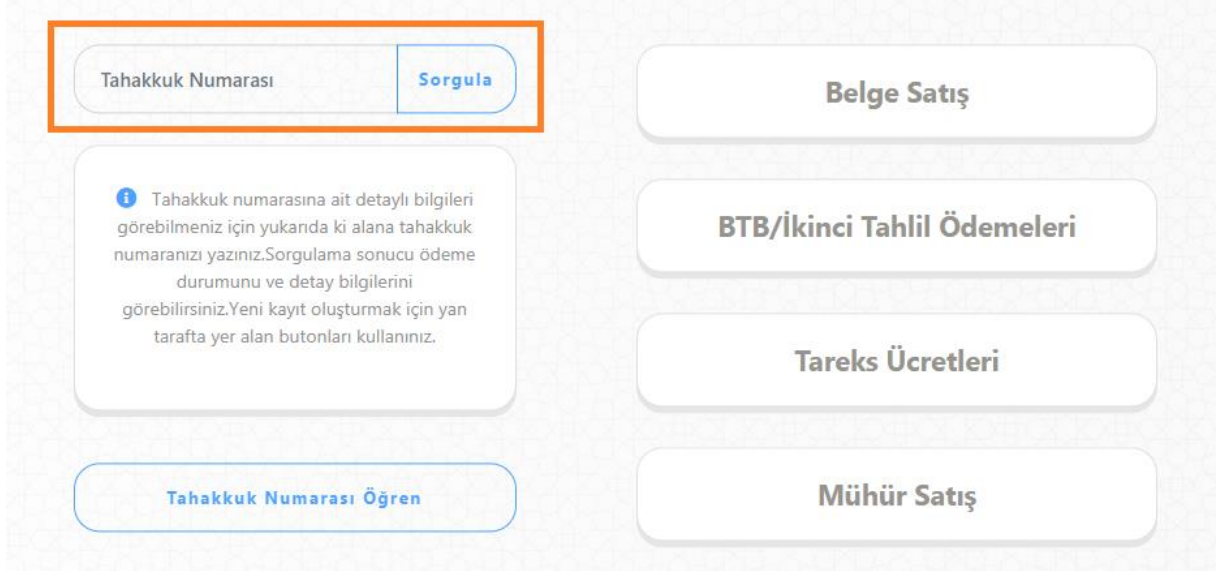 Tahakkuk Numarası
Sorgula
Tahakkuk numarasına ait detaylı bilgileri
görebilmeniz için yukarıda ki alana tahakkuk
numaranızı yazınız.Sorgulama sonucu ödeme
durumunu ve detay bilgilerini
görebilirsiniz.Yeni kayıt oluşturmak için yan
tarafta yer alan butonları kullanınız.
Tahakkuk Numarası Öğren
Belge Satış
BTB/İkinci Tahlil Ödemeleri
Tareks Ücretleri
Mühür Satış